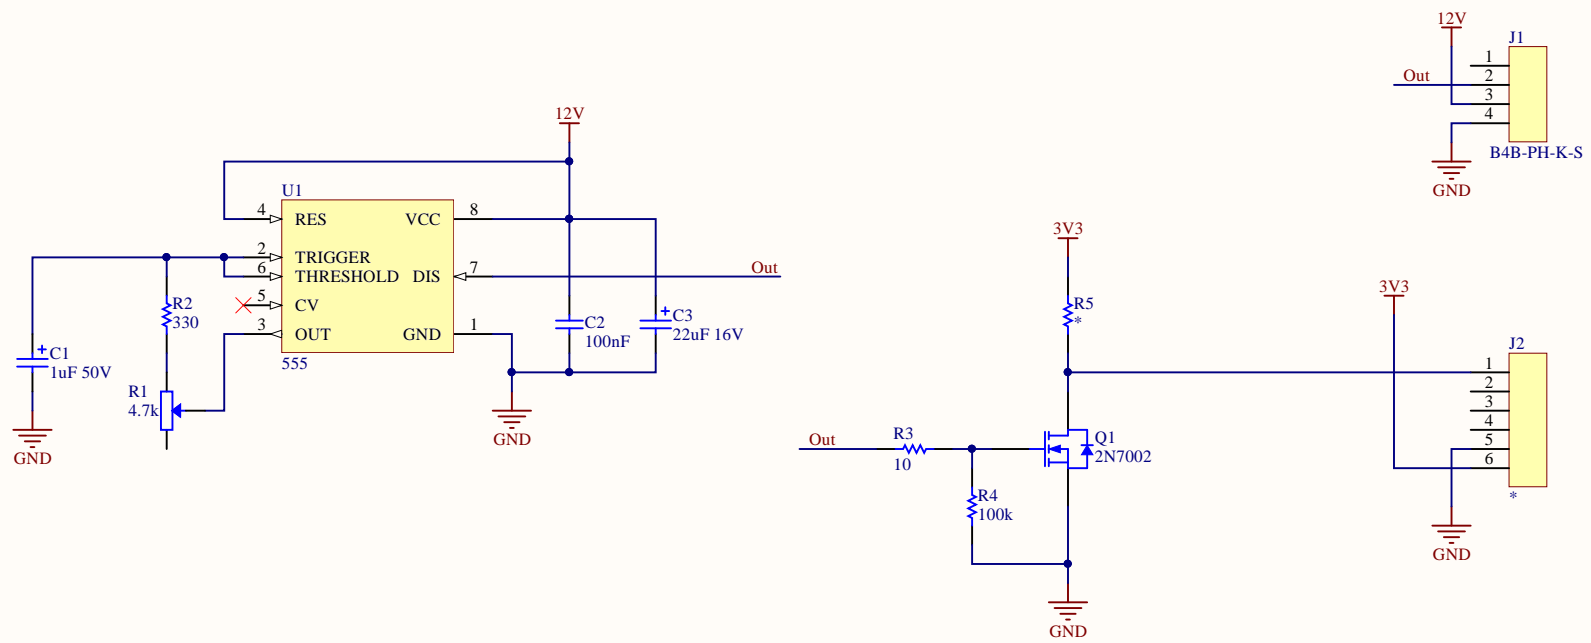 12V
U1
4
RES
VCC
8
2
TRIGGER
6
THRESHOLD
DIS
7
Out
5
CV
3
OUT
GND
1
555
R2
330
C1
1uF 50V
GND
R1
4.7k
C2
100nF
C3
22uF 16V
GND
3V3
R5
*
Out
R3
10
R4
100k
Q1
2N7002
GND
12V
J1
1
Out
2
3
4
B4B-PH-K-S
GND
3V3
J2
1
2
3
4
5
6
*
GND